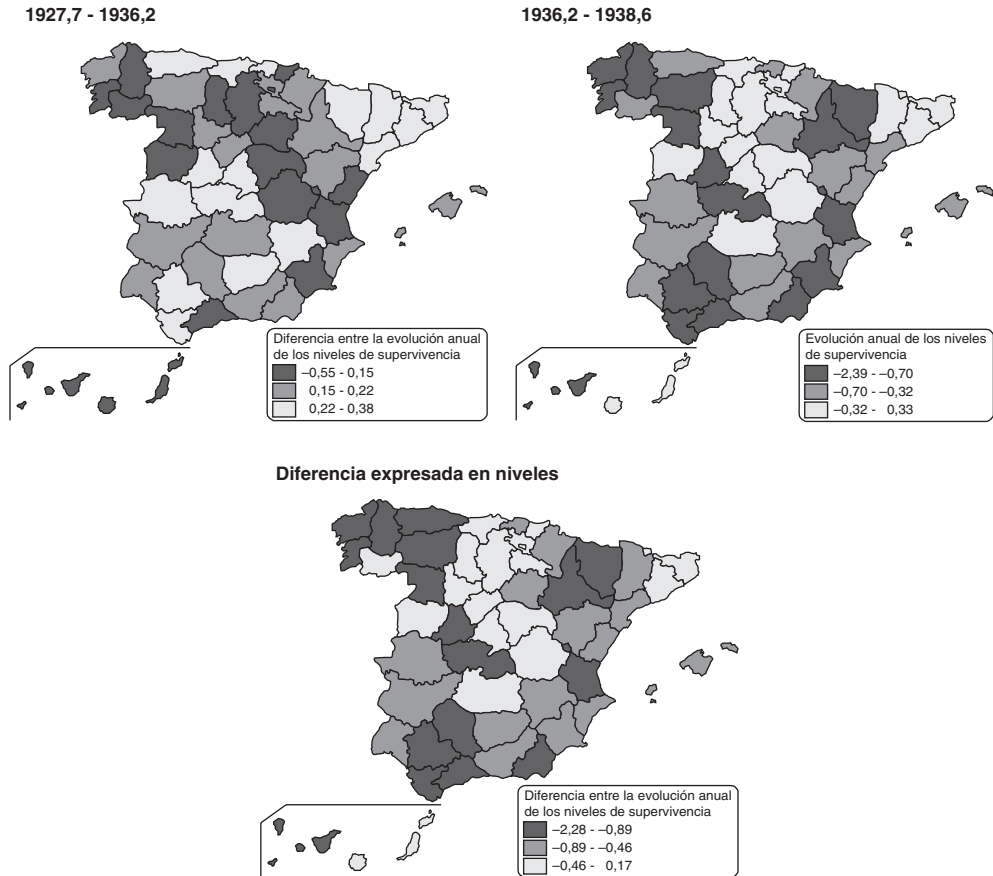 1927,7 - 1936,2
1936,2 - 1938,6
Diferencia entre la evolución anual
de los niveles de supervivencia
–0,55 - 0,15
0,15 - 0,22
0,22 - 0,38
Evolución anual de los niveles
de supervivencia
–2,39 - –0,70
–0,70 - –0,32
–0,32 - 0,33
Diferencia expresada en niveles
Diferencia entre la evolución anual
de los niveles de supervivencia
–2,28 - –0,89
–0,89 - –0,46
–0,46 - 0,17